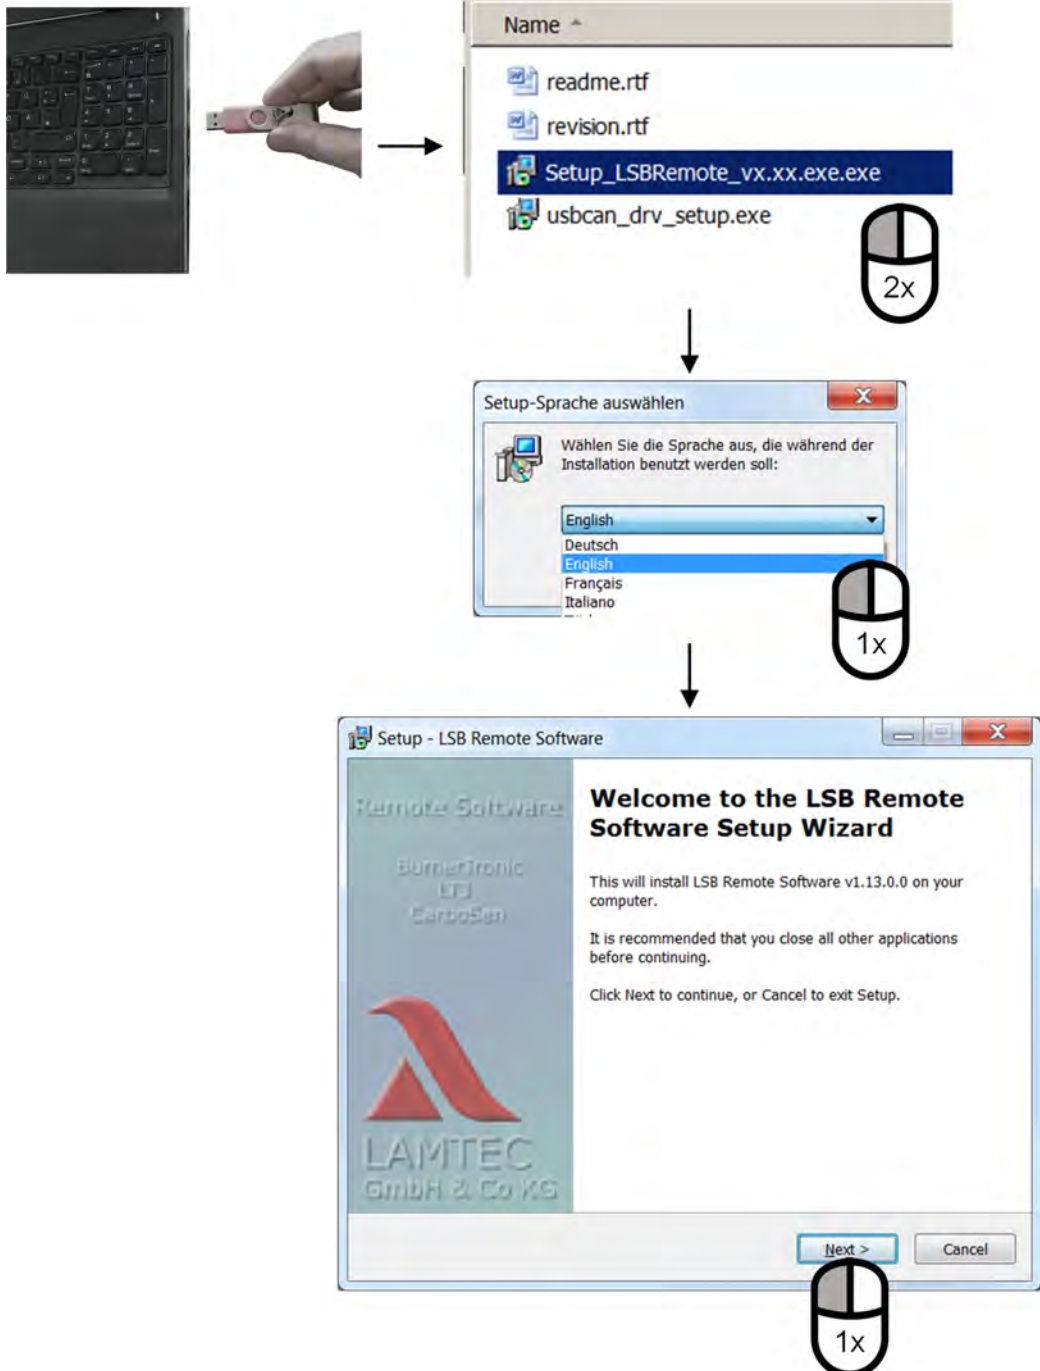 Name
readme.rtf
revision.rtf
Setup_LSBRemote_vx.xx.exe.exe
usbcan_drv_setup.exe
2x
Setup-Sprache auswählen
Wählen Sie die Sprache aus, die während der
Installation benutzt werden soll:
English
Deutsch
English
Français
Italiano
1x
Setup - LSB Remote Software
Remote Software
BurnerTronic
LT3
CarboSen
LAMTEC
GmbH & Co KG
Welcome to the LSB Remote
Software Setup Wizard
This will install LSB Remote Software v1.13.0.0 on your
computer.
It is recommended that you close all other applications
before continuing.
Click Next to continue, or Cancel to exit Setup.
Next >
Cancel
1x